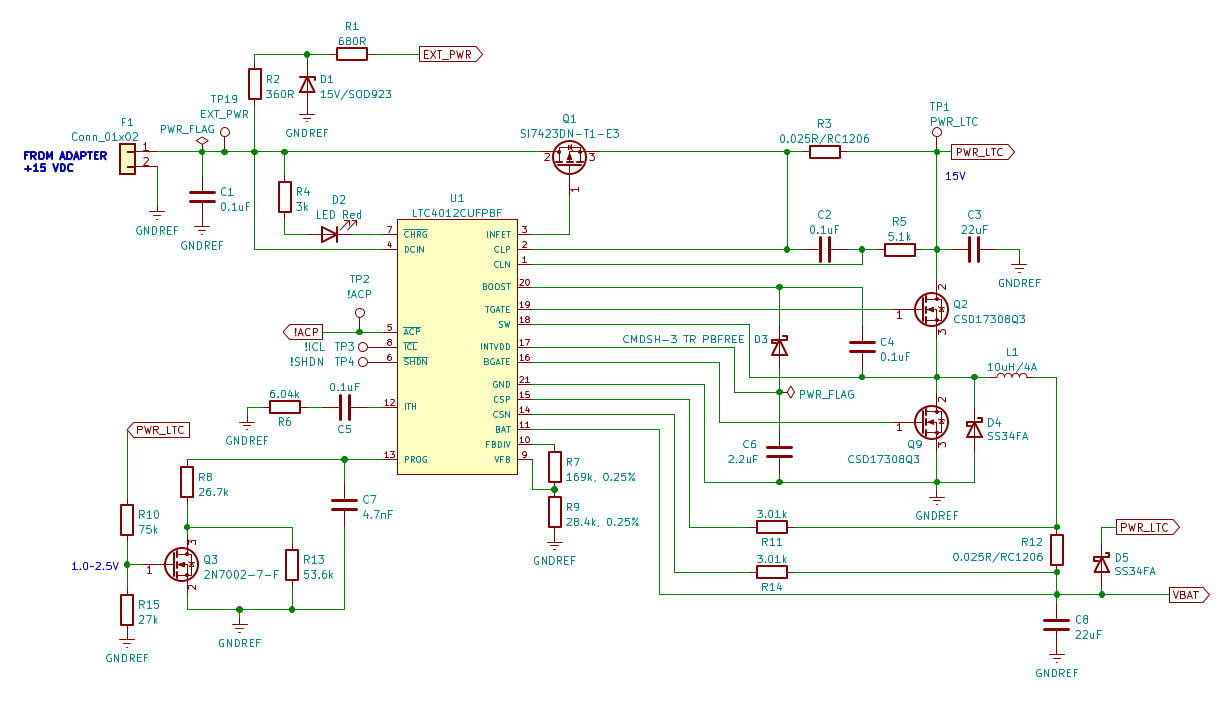 R1
680R
EXT_PWR
R2
360R
D1
15V/SOD923
GNDREF
TP19
EXT_PWR
PWR_FLAG
F1
Conn_01x02
FROM ADAPTER
+15 VDC
1
2
GNDREF
C1
0.1uF
GNDREF
R4
3k
D2
LED Red
Q1
SI7423DN-T1-E3
2
3
1
R3
0.025R/RC1206
TP1
PWR_LTC
PWR_LTC
15V
U1
LTC4012CUFPBF
7
CHRG
4
DCIN
5
ACP
8
ICL
6
SHDN
12
ITH
13
PROG
INFET
3
CLP
2
CLN
1
BOOST
20
TGATE
19
SW
18
INTVDD
17
BGATE
16
GND
21
CSP
15
CSN
14
BAT
11
FBDIV
10
VFB
9
C2
0.1uF
R5
5.1k
C3
22uF
GNDREF
TP2
!ACP
!ACP
!ICL
TP3
!SHDN
TP4
6.04k
R6
0.1uF
C5
GNDREF
CMDSH-3 TR PBFREE
D3
C4
0.1uF
PWR_FLAG
Q2
CSD17308Q3
1
2
3
L1
10uH/4A
Q9
CSD17308Q3
1
2
3
D4
SS34FA
C6
2.2uF
GNDREF
PWR_LTC
R8
26.7k
R10
75k
1.0~2.5V
Q3
2N7002-7-F
1
3
2
R13
53.6k
R15
27k
GNDREF
GNDREF
C7
4.7nF
R7
169k, 0.25%
R9
28.4k, 0.25%
GNDREF
3.01k
R11
3.01k
R14
R12
0.025R/RC1206
PWR_LTC
D5
SS34FA
VBAT
C8
22uF
GNDREF